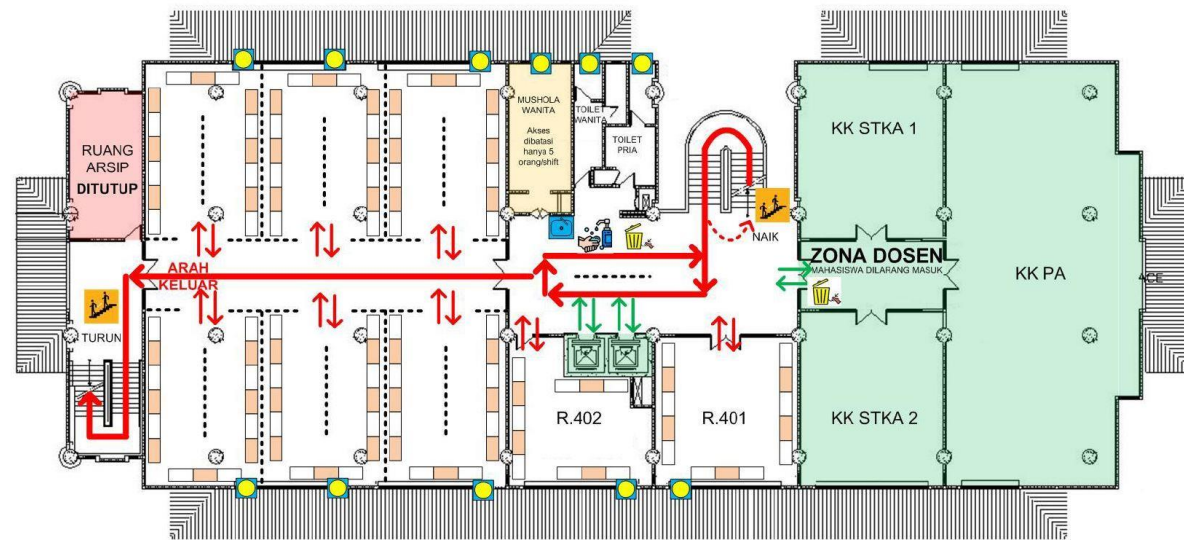 MUSHOLA
WANITA
Akses
dibatasi
hanya 5
orang/shift
TOILET
WANITA
TOILET
PRIA
KK STKA 1
RUANG
ARSIP
DITUTUP
NAIK
ZONA DOSEN
MAHASISWA DILARANG MASUK
KK PA
ACE
ARAH
KELUAR
TURUN
R.402
R.401
KK STKA 2